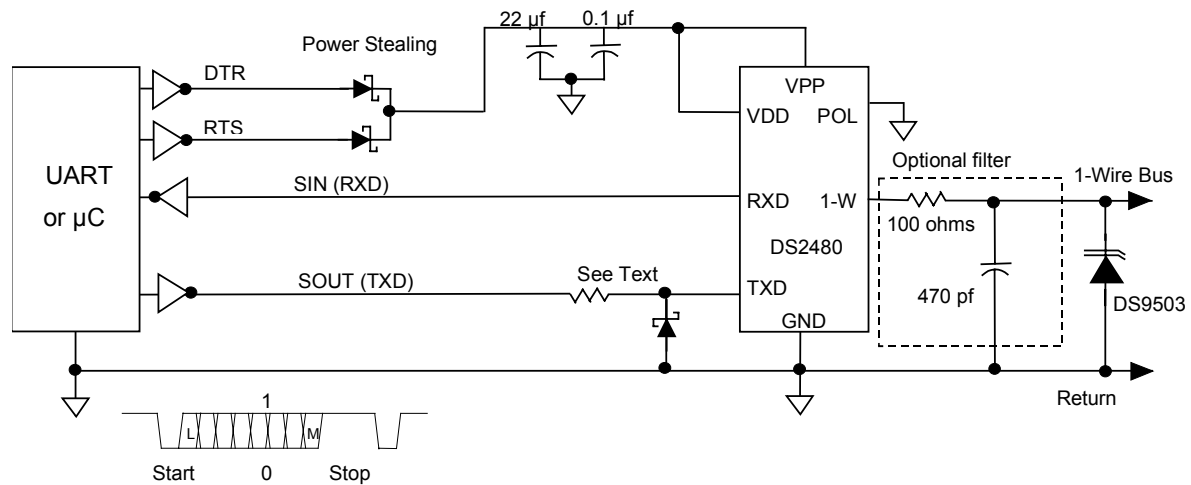 22 µf
0.1 µf
Power Stealing
DTR
RTS
UART
or µC
SIN (RXD)
SOUT (TXD)
See Text
VPP
VDD
POL
RXD
1-W
DS2480
TXD
GND
Optional filter
100 ohms
470 pf
1-Wire Bus
DS9503
Return
1
L
M
Start
0
Stop